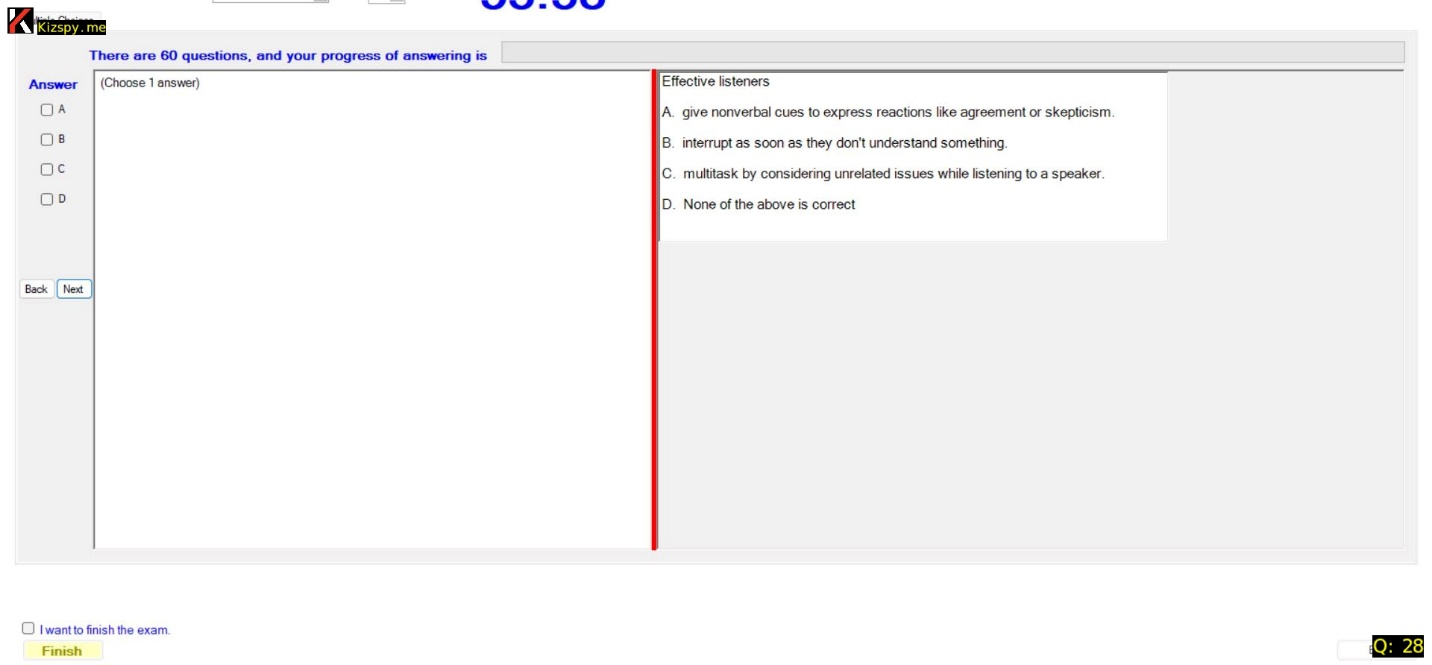 Kizspy.me
There are 60 questions, and your progress of answering is
Answer
(Choose 1 answer)
A
B
C
D
Back Next
Effective listeners
A. give nonverbal cues to express reactions like agreement or skepticism.
B. interrupt as soon as they don't understand something.
C. multitask by considering unrelated issues while listening to a speaker.
D. None of the above is correct
I want to finish the exam.
Finish
Q: 28